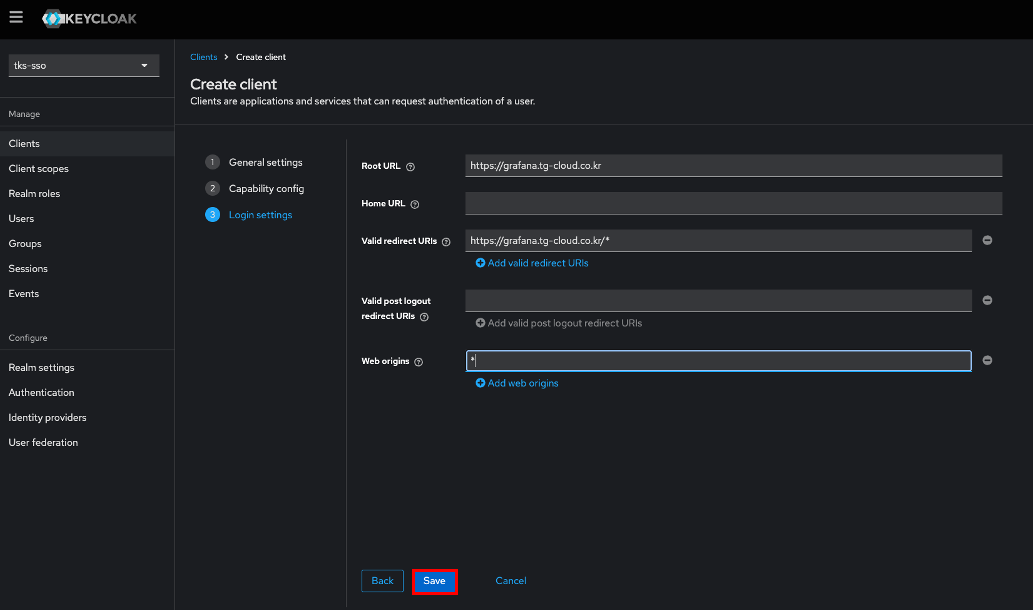 KEYCLOAK
tks-sso
Manage
Clients
Client scopes
Realm roles
Users
Groups
Sessions
Events
Configure
Realm settings
Authentication
Identity providers
User federation
Clients > Create client
Create client
Clients are applications and services that can request authentication of a user.
1 General settings
2 Capability config
3 Login settings
Root URL ?
https://grafana.tg-cloud.co.kr
Home URL ?
Valid redirect URIs ?
https://grafana.tg-cloud.co.kr/*
Add valid redirect URIs
Valid post logout
redirect URIs ?
Add valid post logout redirect URIs
Web origins ?
*
Add web origins
Back
Save
Cancel